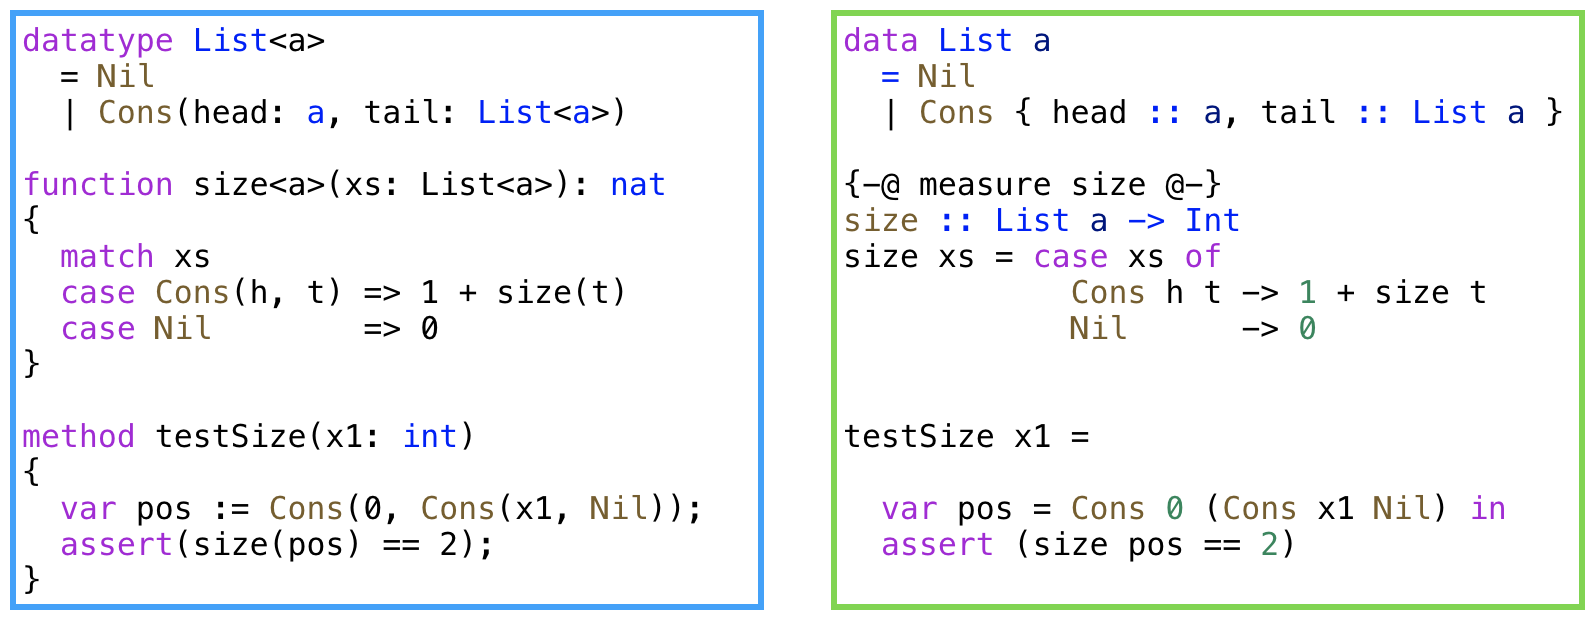 datatype List<a>
  = Nil
  | Cons(head: a, tail: List<a>)
function size<a>(xs: List<a>): nat
{
  match xs
  case Cons(h, t) => 1 + size(t)
  case Nil        => 0
}
method testSize(x1: int)
{
  var pos := Cons(0, Cons(x1, Nil));
  assert(size(pos) == 2);
}
data List a
  = Nil
  | Cons { head :: a, tail :: List a }
{-@ measure size @-}
size :: List a -> Int
size xs = case xs of
            Cons h t -> 1 + size t
            Nil      -> 0
testSize x1 =
  var pos = Cons 0 (Cons x1 Nil) in
  assert (size pos == 2)